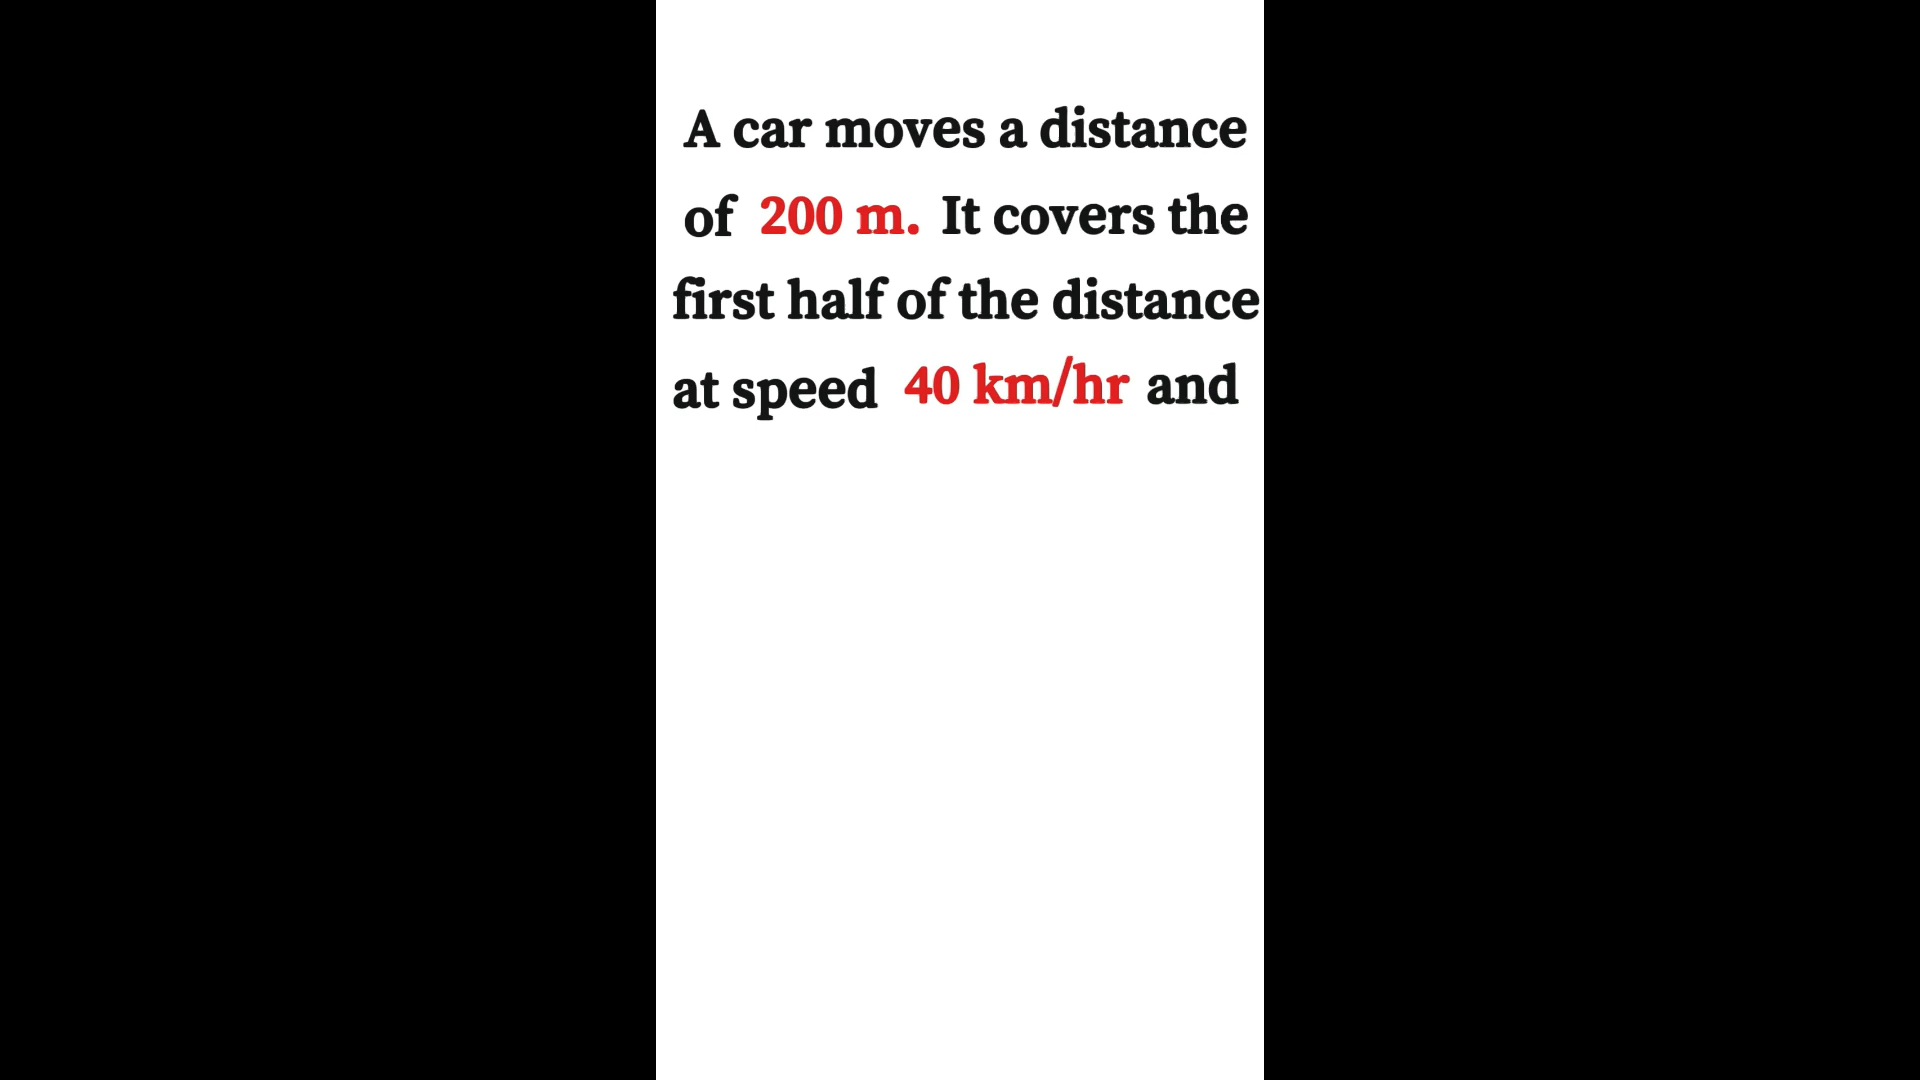 A car moves a distance
of 200 m. It covers the
first half of the distance
at speed 40 km/hr and